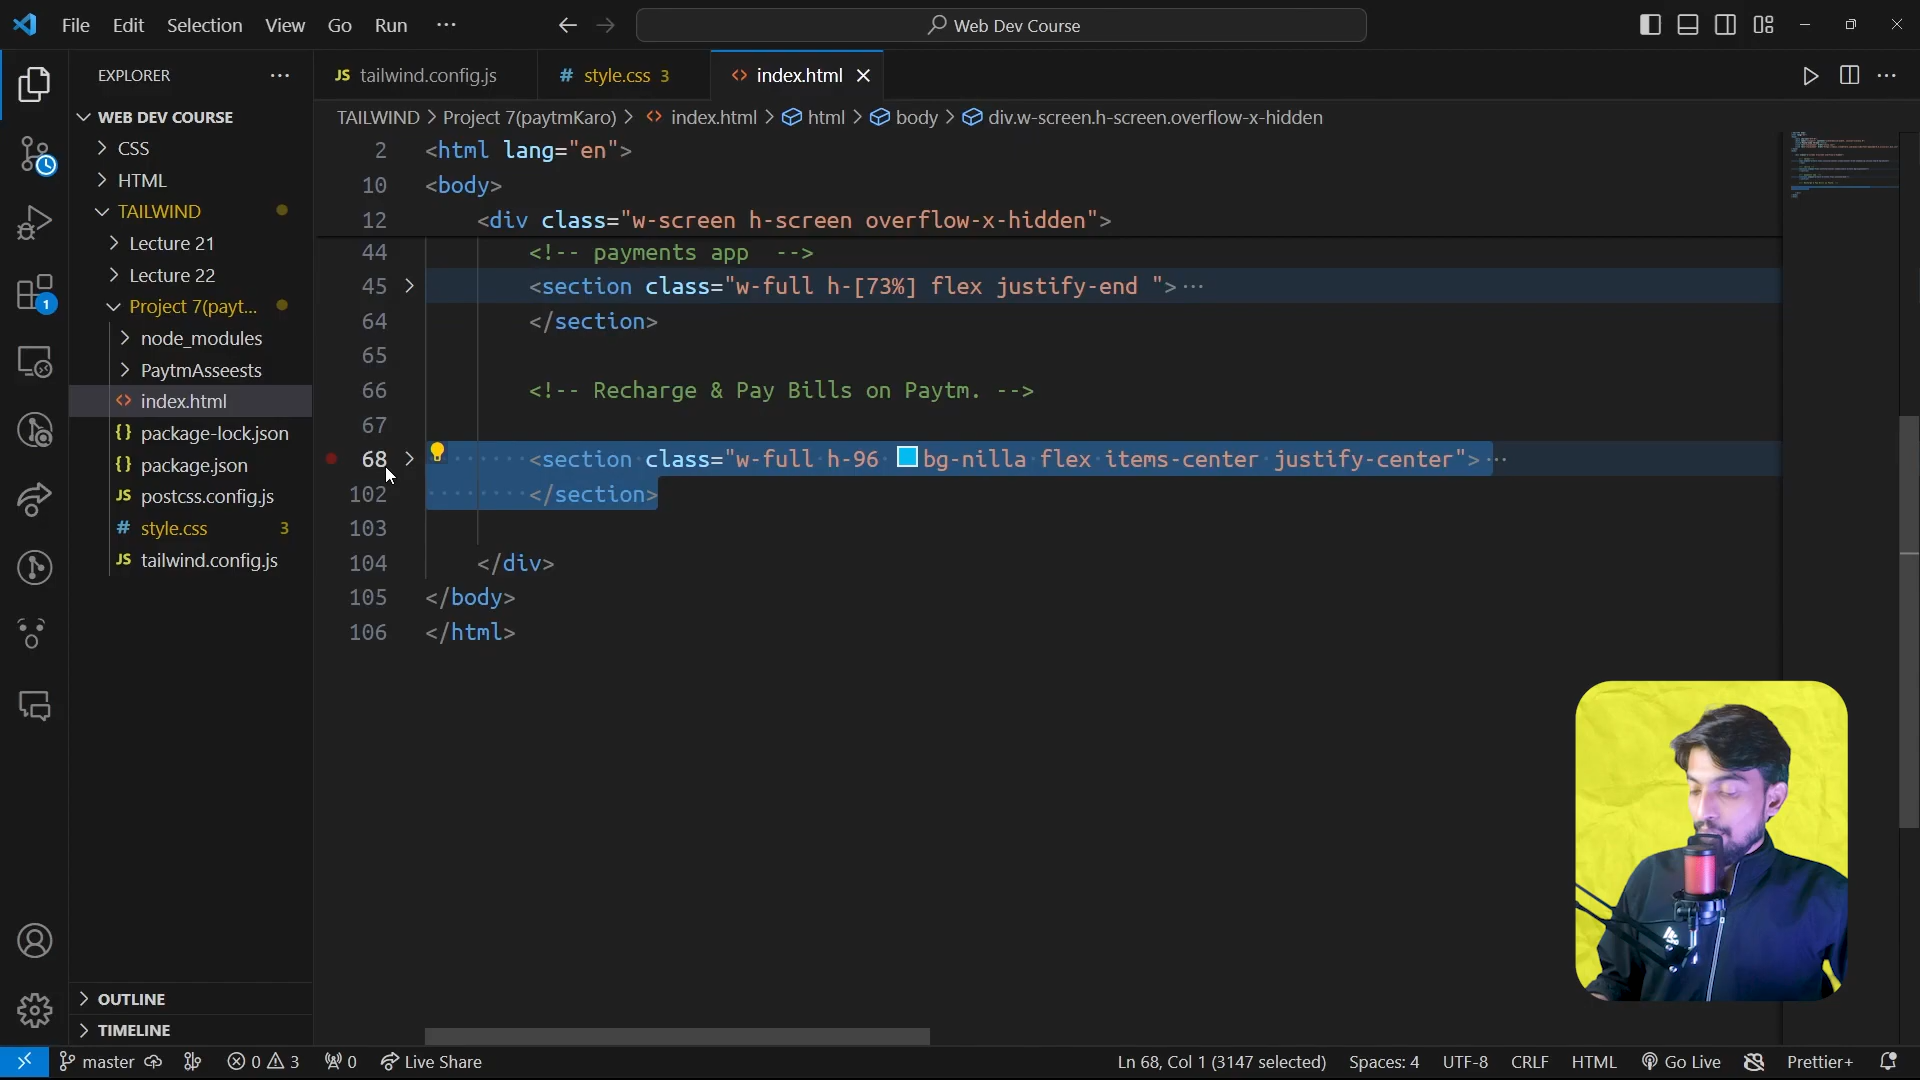 File Edit Selection View Go Run ···
Web Dev Course
EXPLORER ···
JS tailwind.config.js
# style.css 3
<> index.html
WEB DEV COURSE
CSS
HTML
TAILWIND
Lecture 21
Lecture 22
Project 7(payt...
node_modules
PaytmAsseests
<> index.html
{} package-lock.json
{} package.json
JS postcss.config.js
# style.css 3
JS tailwind.config.js
OUTLINE
TIMELINE
1
TAILWIND > Project 7(paytmKaro) > <> index.html > html > body > div.w-screen.h-screen.overflow-x-hidden
2 <html lang="en">
10 <body>
12 <div class="w-screen h-screen overflow-x-hidden">
44 <!-- payments app -->
45 <section class="w-full h-[73%] flex justify-end ">···
64 </section>
65
66 <!-- Recharge & Pay Bills on Paytm. -->
67
68 <section class="w-full h-96 bg-nilla flex items-center justify-center">···
102 </section>
103
104 </div>
105 </body>
106 </html>
master 0 3 0 Live Share
Ln 68, Col 1 (3147 selected) Spaces: 4 UTF-8 CRLF HTML Go Live Prettier+